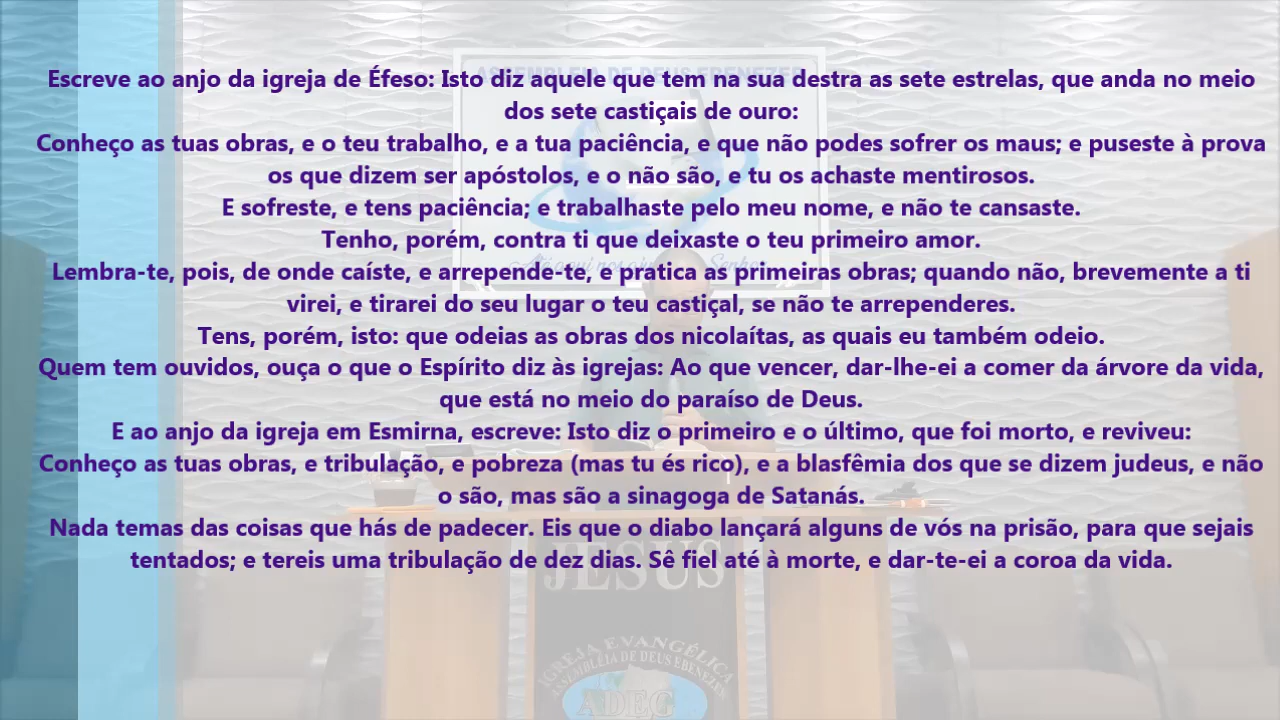 ASSEMBLEIA DE DEUS EBENEZER
Escreve ao anjo da igreja de Éfeso: Isto diz aquele que tem na sua destra as sete estrelas, que anda no meio
dos sete castiçais de ouro:
Conheço as tuas obras, e o teu trabalho, e a tua paciência, e que não podes sofrer os maus; e puseste à prova
os que dizem ser apóstolos, e o não são, e tu os achaste mentirosos.
E sofreste, e tens paciência; e trabalhaste pelo meu nome, e não te cansaste.
Tenho, porém, contra ti que deixaste o teu primeiro amor.
Lembra-te, pois, de onde caíste, e arrepende-te, e pratica as primeiras obras; quando não, brevemente a ti
virei, e tirarei do seu lugar o teu castiçal, se não te arrependeres.
Tens, porém, isto: que odeias as obras dos nicolaítas, as quais eu também odeio.
Quem tem ouvidos, ouça o que o Espírito diz às igrejas: Ao que vencer, dar-lhe-ei a comer da árvore da vida,
que está no meio do paraíso de Deus.
E ao anjo da igreja em Esmirna, escreve: Isto diz o primeiro e o último, que foi morto, e reviveu:
Conheço as tuas obras, e tribulação, e pobreza (mas tu és rico), e a blasfêmia dos que se dizem judeus, e não
o são, mas são a sinagoga de Satanás.
Nada temas das coisas que hás de padecer. Eis que o diabo lançará alguns de vós na prisão, para que sejais
tentados; e tereis uma tribulação de dez dias. Sê fiel até à morte, e dar-te-ei a coroa da vida.
JESUS
IGREJA EVANGÉLICA
ASSEMBLEIA DE DEUS EBENEZER
ADEG